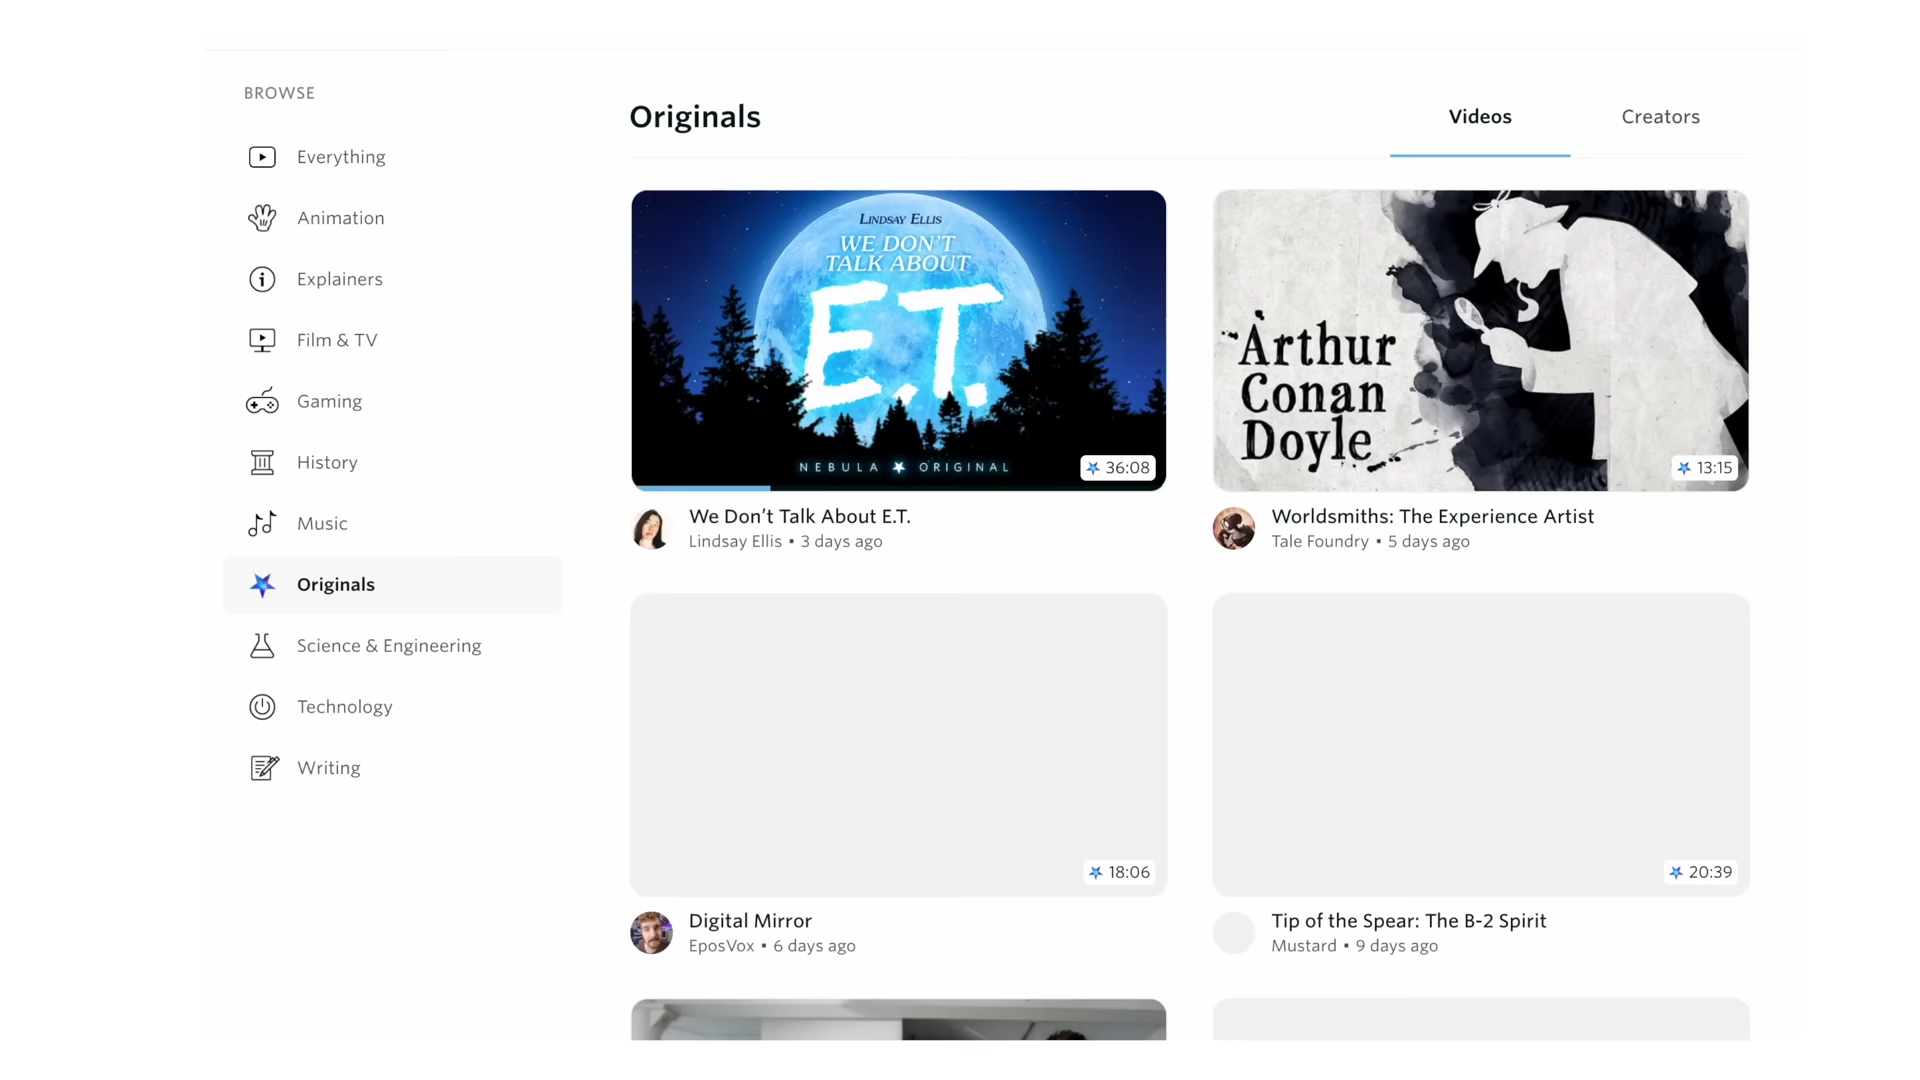 BROWSE
Everything
Animation
Explainers
Film & TV
Gaming
History
Music
Originals
Science & Engineering
Technology
Writing
Originals
Videos
Creators
LINDSAY ELLIS
WE DON'T
TALK ABOUT
E.T.
NEBULA ORIGINAL
36:08
We Don't Talk About E.T.
Lindsay Ellis • 3 days ago
Arthur
Conan
Doyle
13:15
Worldsmiths: The Experience Artist
Tale Foundry • 5 days ago
18:06
Digital Mirror
EposVox • 6 days ago
20:39
Tip of the Spear: The B-2 Spirit
Mustard • 9 days ago